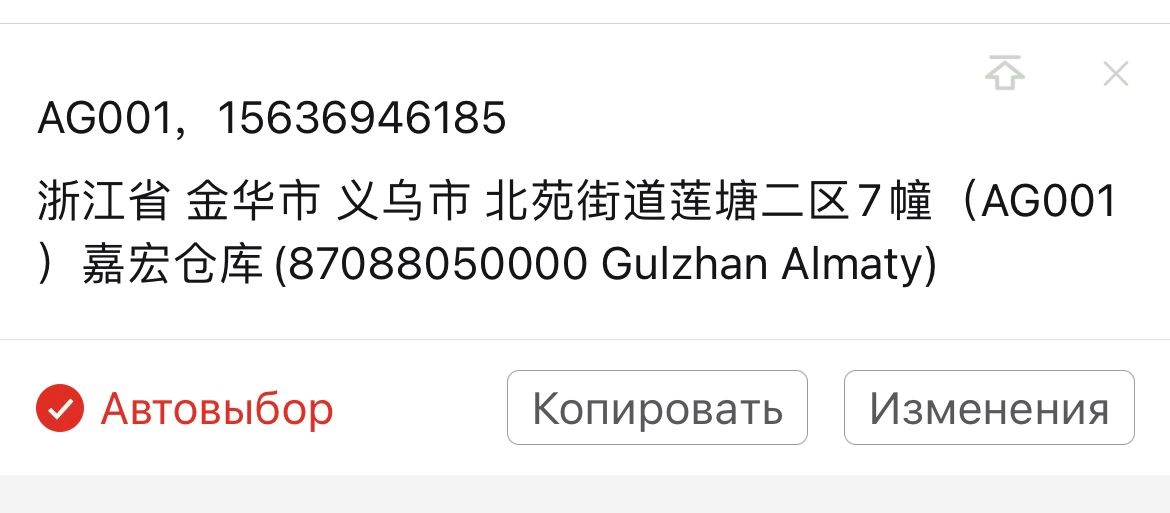 AG001，15636946185
浙江省 金华市 义乌市 北苑街道莲塘二区7幢（AG001
）嘉宏仓库(87088050000 Gulzhan Almaty)
Автовыбор
Копировать
Изменения